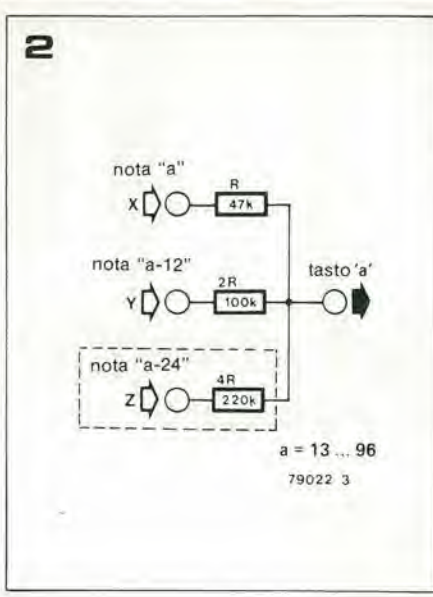 2
nota "a"
X
R
47k
nota "a-12"
tasto 'a'
Y
2R
100k
nota "a-24"
Z
4R
220k
a = 13 ... 96
79022 3